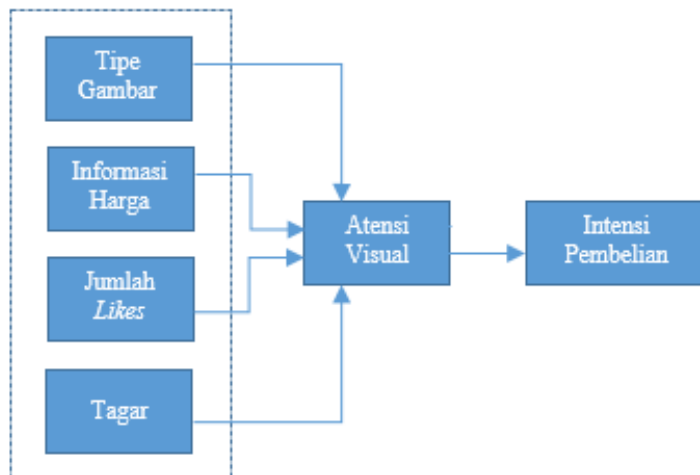 Tipe
Gambar
Informasi
Harga
Jumlah
Likes
Tagar
Atensi
Visual
Intensi
Pembelian